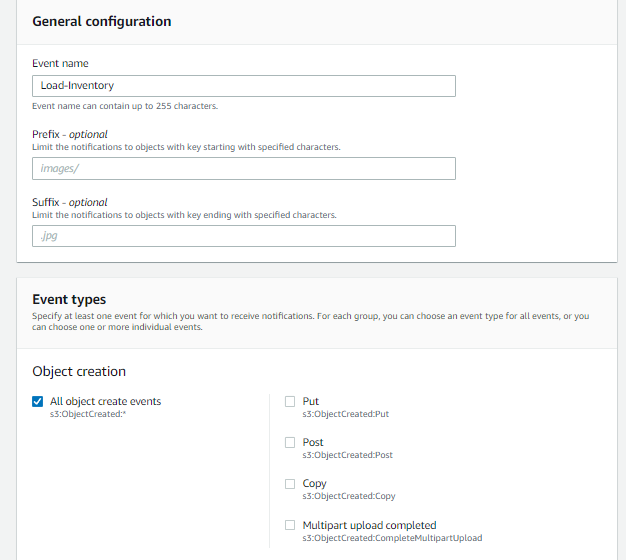 General configuration
Event name
Load-Inventory
Event name can contain up to 255 characters.
Prefix - optional
Limit the notifications to objects with key starting with specified characters.
images/
Suffix - optional
Limit the notifications to objects with key ending with specified characters.
.jpg
Event types
Specify at least one event for which you want to receive notifications. For each group, you can choose an event type for all events, or you
can choose one or more individual events.
Object creation
All object create events
s3:ObjectCreated:*
Put
s3:ObjectCreated:Put
Post
s3:ObjectCreated:Post
Copy
s3:ObjectCreated:Copy
Multipart upload completed
s3:ObjectCreated:CompleteMultipartUpload